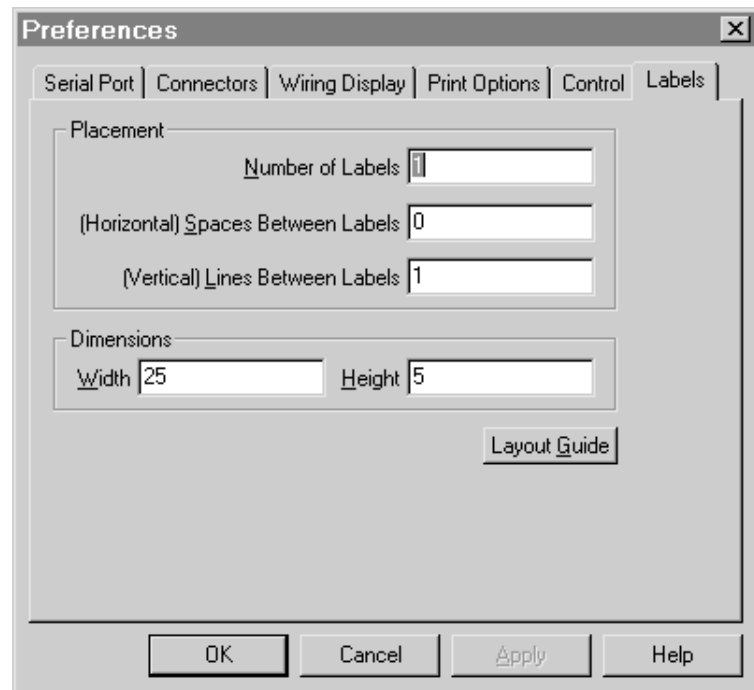 Preferences
Serial Port Connectors Wiring Display Print Options Control Labels
Placement
Number of Labels 1
(Horizontal) Spaces Between Labels 0
(Vertical) Lines Between Labels 1
Dimensions
Width 25 Height 5
Layout Guide
OK Cancel Apply Help